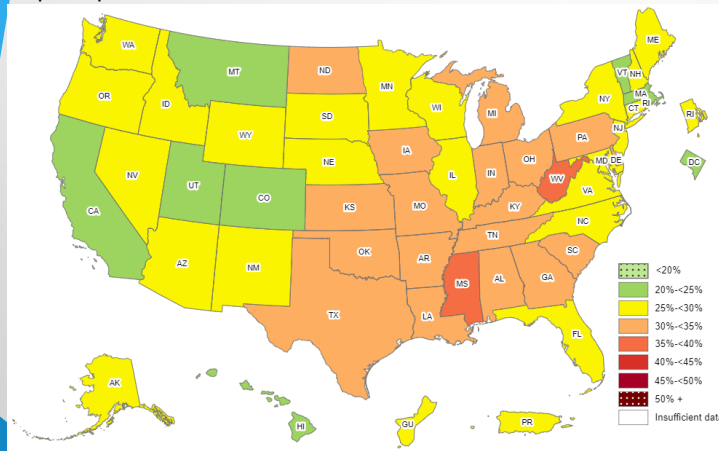 WA
MT
ND
MN
ME
VT
NH
OR
ID
SD
WI
MI
NY
MA
CT
RI
RI
WY
IA
PA
NJ
NE
NV
UT
CO
IL
IN
OH
MD
DE
DC
WV
VA
CA
KS
MO
KY
NC
TN
AZ
NM
OK
AR
SC
MS
AL
GA
TX
LA
FL
AK
HI
GU
PR
<20%
20%-<25%
25%-<30%
30%-<35%
35%-<40%
40%-<45%
45%-<50%
50% +
Insufficient dat